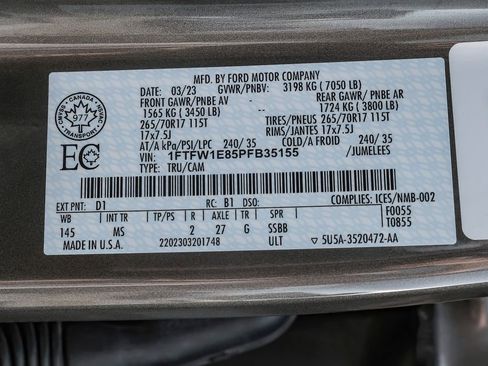 MFD. BY FORD MOTOR COMPANY
03/23 GVWR/PNBV: 3198 KG (7050 LB)
FRONT GAWR/PNBE AV REAR GAWR/PNBE AR
1565 KG (3450 LB) 1724 KG (3800 LB)
265/70R17 115T TIRES/PNEUS 265/70R17 115T
17x7.5J RIMS/JANTES 17x7.5J
AT/A kPa/PSI/LPC 240/35 COLD/A FROID 240/35
VIN: 1FTFW1E85PFB35155 /JUMELEES
TYPE: TRU/CAM
CANADA
977
EC
COMPLIES: ICES/NMB-002
EXT PNT: D1 RC: B1 DSO: F0055
WB INT TR TP/PS R AXLE TR SPR T0855
145 MS 2 27 G SSBB
MADE IN U.S.A. 2202303201748 ULT 5U5A-3520472-AA